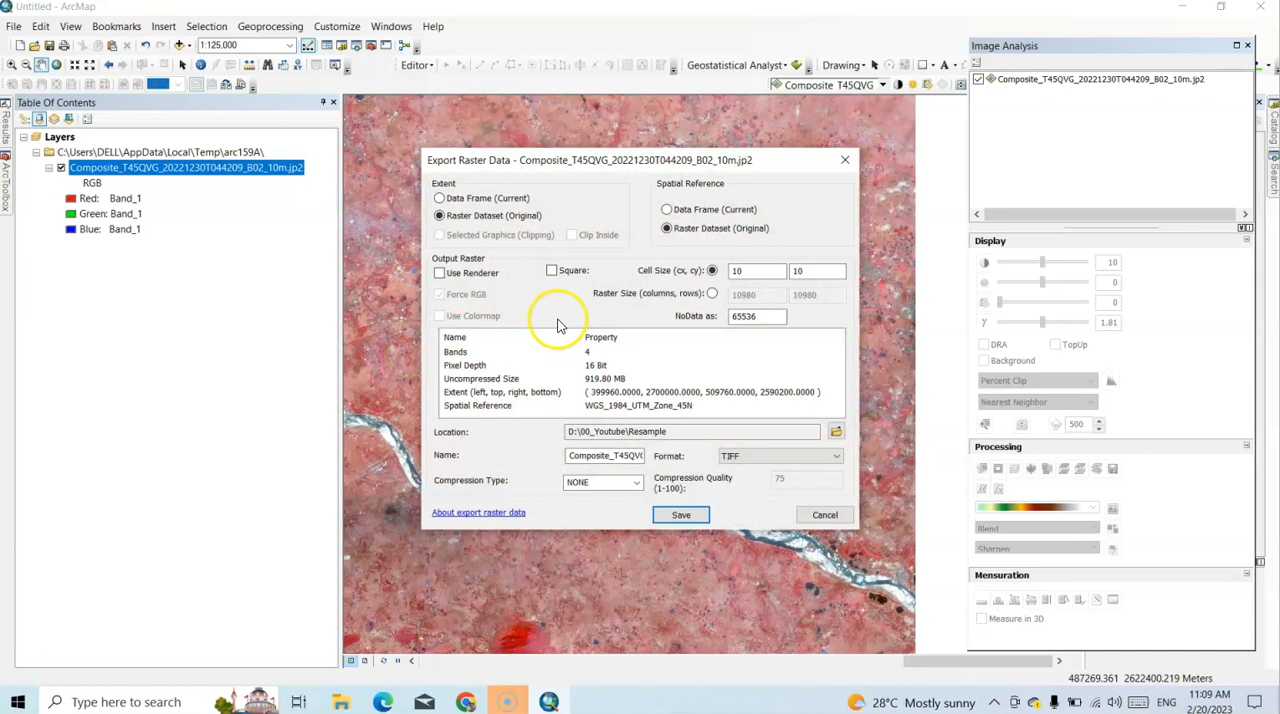 Untitled - ArcMap
File Edit View Bookmarks Insert Selection Geoprocessing Customize Windows Help
1:125,000
Editor
Geostatistical Analyst
Drawing
Composite T45QVG
Table Of Contents
Layers
C:\Users\DELL\AppData\Local\Temp\arc159A\
Composite_T45QVG_20221230T044209_B02_10m.jp2
RGB
Red: Band_1
Green: Band_1
Blue: Band_1
Results
ArcToolbox
Export Raster Data - Composite_T45QVG_20221230T044209_B02_10m.jp2
Extent
Data Frame (Current)
Raster Dataset (Original)
Selected Graphics (Clipping)
Clip Inside
Spatial Reference
Data Frame (Current)
Raster Dataset (Original)
Output Raster
Use Renderer
Square:
Cell Size (cx, cy):
10
10
Force RGB
Raster Size (columns, rows):
10980
10980
Use Colormap
NoData as:
65536
Name Property
Bands 4
Pixel Depth 16 Bit
Uncompressed Size 919.80 MB
Extent (left, top, right, bottom) ( 399960.0000, 2700000.0000, 509760.0000, 2590200.0000 )
Spatial Reference WGS_1984_UTM_Zone_45N
Location: D:\00_Youtube\Resample
Name: Composite_T45QV(
Format: TIFF
Compression Type: NONE
Compression Quality (1-100): 75
About export raster data
Save
Cancel
Image Analysis
Composite_T45QVG_20221230T044209_B02_10m.jp2
Display
10
0
0
1.81
DRA
TopUp
Background
Percent Clip
Nearest Neighbor
500
Processing
Blend
Sharpen
Mensuration
Measure in 3D
Catalog
Search
487269.361 2622400.219 Meters
Type here to search
28°C Mostly sunny
ENG
11:09 AM
2/20/2023